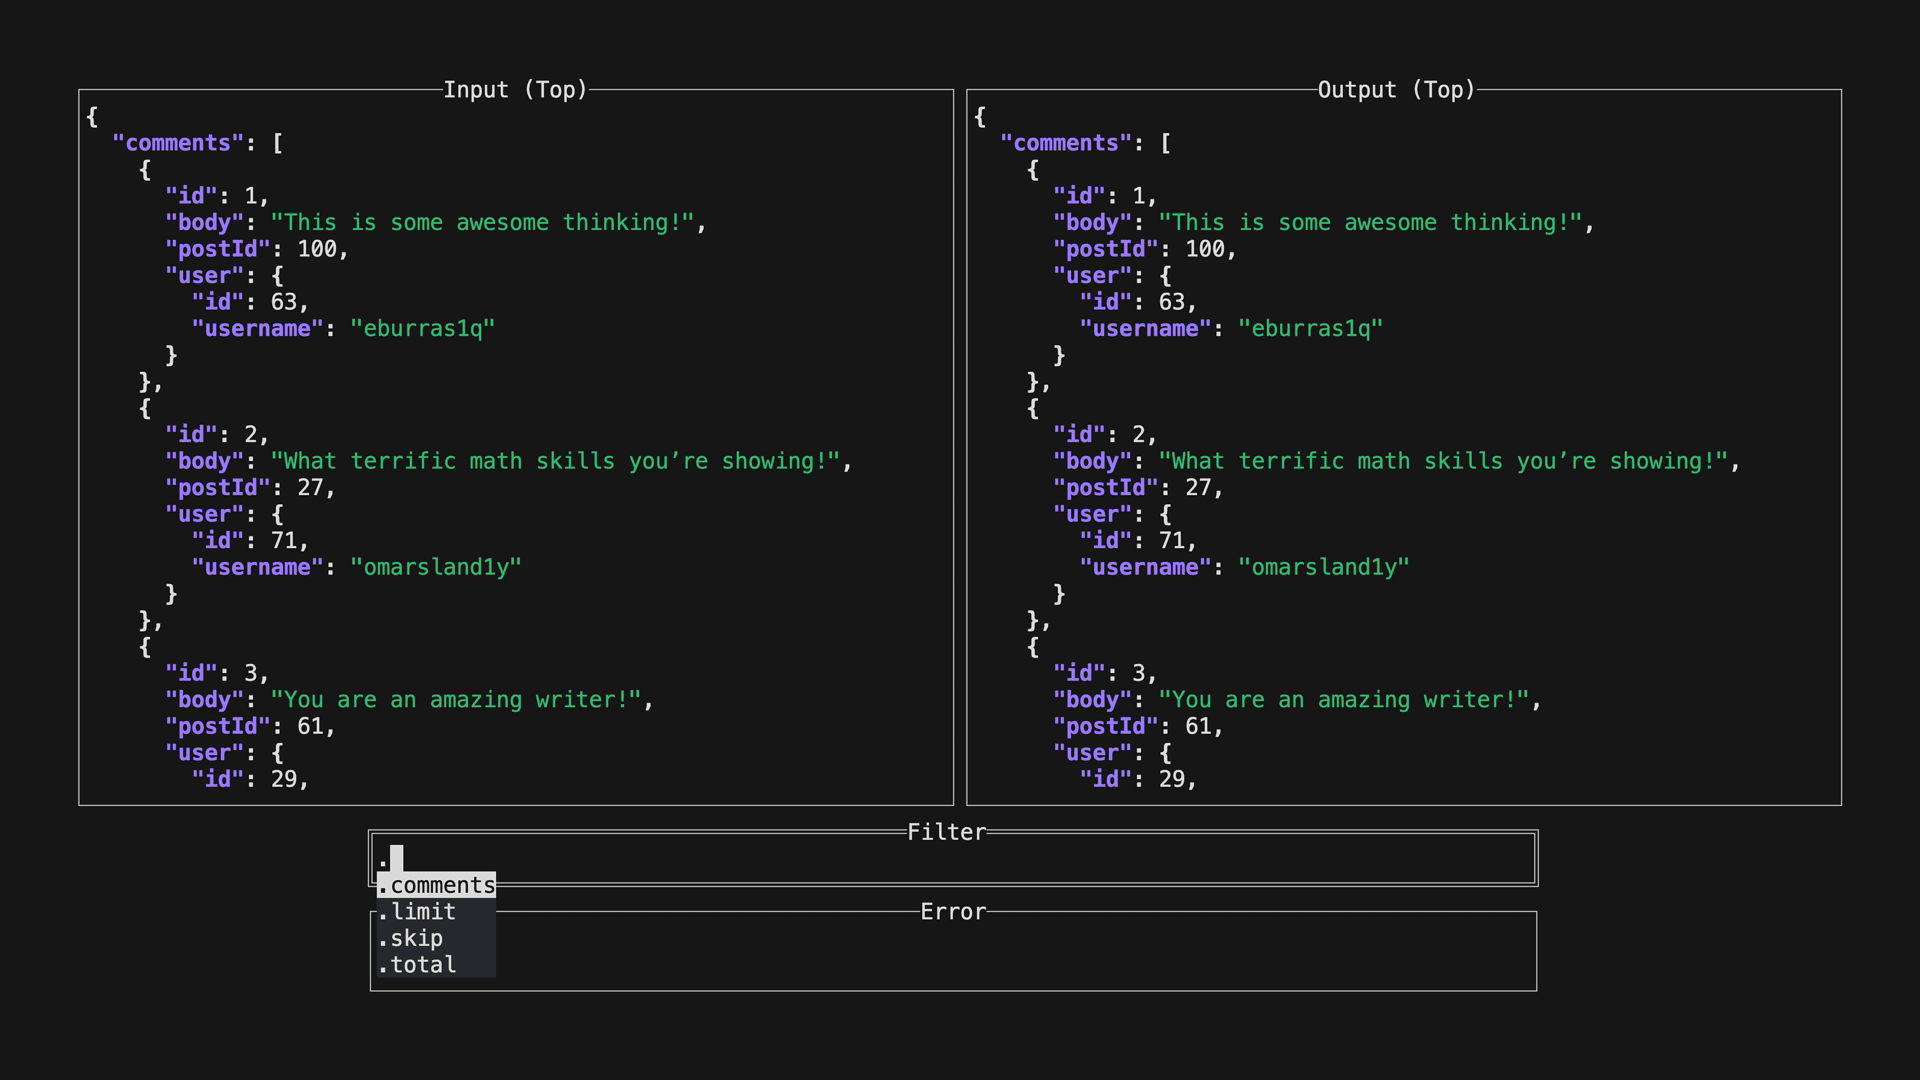 Input (Top)
{
  "comments": [
    {
      "id": 1,
      "body": "This is some awesome thinking!",
      "postId": 100,
      "user": {
        "id": 63,
        "username": "eburras1q"
      }
    },
    {
      "id": 2,
      "body": "What terrific math skills you’re showing!",
      "postId": 27,
      "user": {
        "id": 71,
        "username": "omarsland1y"
      }
    },
    {
      "id": 3,
      "body": "You are an amazing writer!",
      "postId": 61,
      "user": {
        "id": 29,
Output (Top)
{
  "comments": [
    {
      "id": 1,
      "body": "This is some awesome thinking!",
      "postId": 100,
      "user": {
        "id": 63,
        "username": "eburras1q"
      }
    },
    {
      "id": 2,
      "body": "What terrific math skills you’re showing!",
      "postId": 27,
      "user": {
        "id": 71,
        "username": "omarsland1y"
      }
    },
    {
      "id": 3,
      "body": "You are an amazing writer!",
      "postId": 61,
      "user": {
        "id": 29,
Filter
.
.comments
.limit
.skip
.total
Error